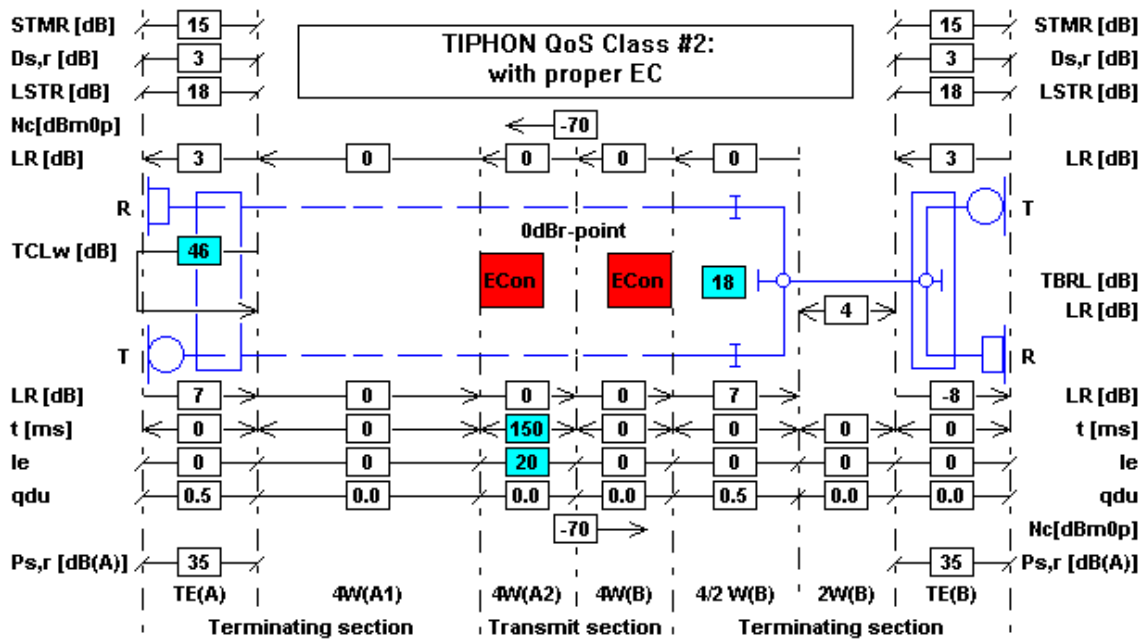 STMR [dB] 15 15 STMR [dB]
TIPHON QoS Class #2:
with proper EC
Ds,r [dB] 3 3 Ds,r [dB]
LSTR [dB] 18 18 LSTR [dB]
Nc[dBm0p] -70
LR [dB] 3 0 0 0 0 3 LR [dB]
R T
0dBr-point
TCLw [dB] 46
ECon ECon 18 TBRL [dB]
4 LR [dB]
T R
LR [dB] 7 0 0 0 7 -8 LR [dB]
t [ms] 0 0 150 0 0 0 0 t [ms]
Ie 0 0 20 0 0 0 0 Ie
qdu 0.5 0.0 0.0 0.0 0.5 0.0 0.0 qdu
-70 Nc[dBm0p]
Ps,r [dB(A)] 35 35 Ps,r [dB(A)]
TE(A) 4W(A1) 4W(A2) 4W(B) 4/2 W(B) 2W(B) TE(B)
Terminating section Transmit section Terminating section